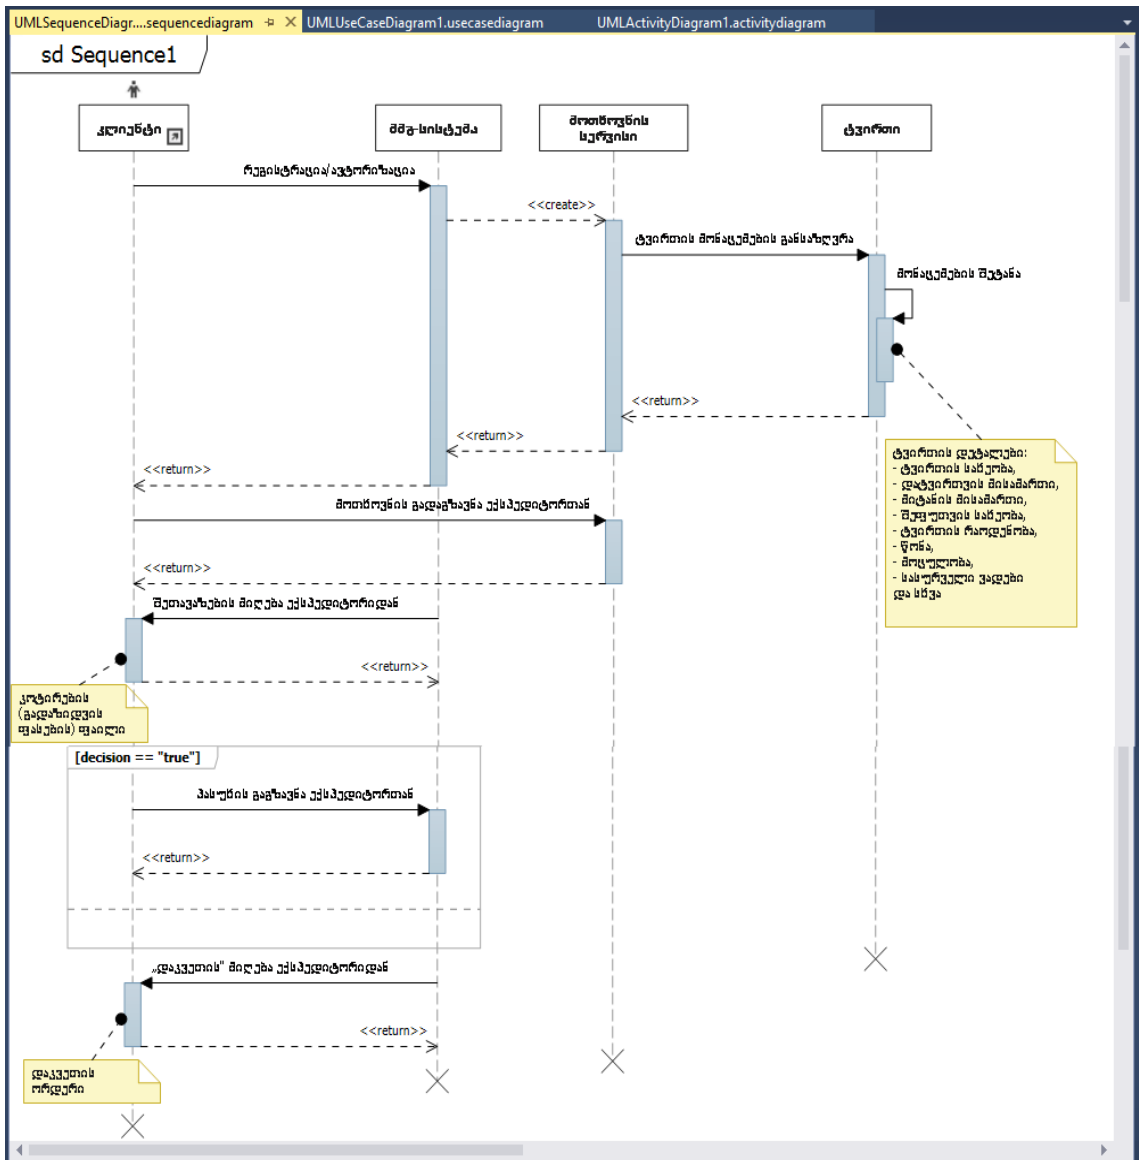 UMLSequenceDiagr....sequencediagram
UMLUseCaseDiagram1.usecasediagram
UMLActivityDiagram1.activitydiagram
sd Sequence1
კლიენტი
მმგ-სისტემა
მოთხოვნის
სერვისი
ტვირთი
რეგისტრაცია/ავტორიზაცია
<<create>>
ტვირთის მონაცემების განსაზღვრა
მონაცემების შეტანა
<<return>>
<<return>>
<<return>>
ტვირთის დეტალები:
- ტვირთის სახეობა,
- დატვირთვის მისამართი,
- მიტანის მისამართი,
- შეფუთვის სახეობა,
- ტვირთის რაოდენობა,
- წონა,
- მოცულობა,
- სასურველი ვადები
და სხვა
მოთხოვნის გადაგზავნა ექსპედიტორთან
<<return>>
შეთავაზების მიღება ექსპედიტორიდან
<<return>>
კოტირების
(გადაზიდვის
ფასების) ფაილი
[decision == "true"]
პასუხის გაგზავნა ექსპედიტორთან
<<return>>
„დაკვეთის" მიღება ექსპედიტორიდან
<<return>>
დაკვეთის
ორდერი